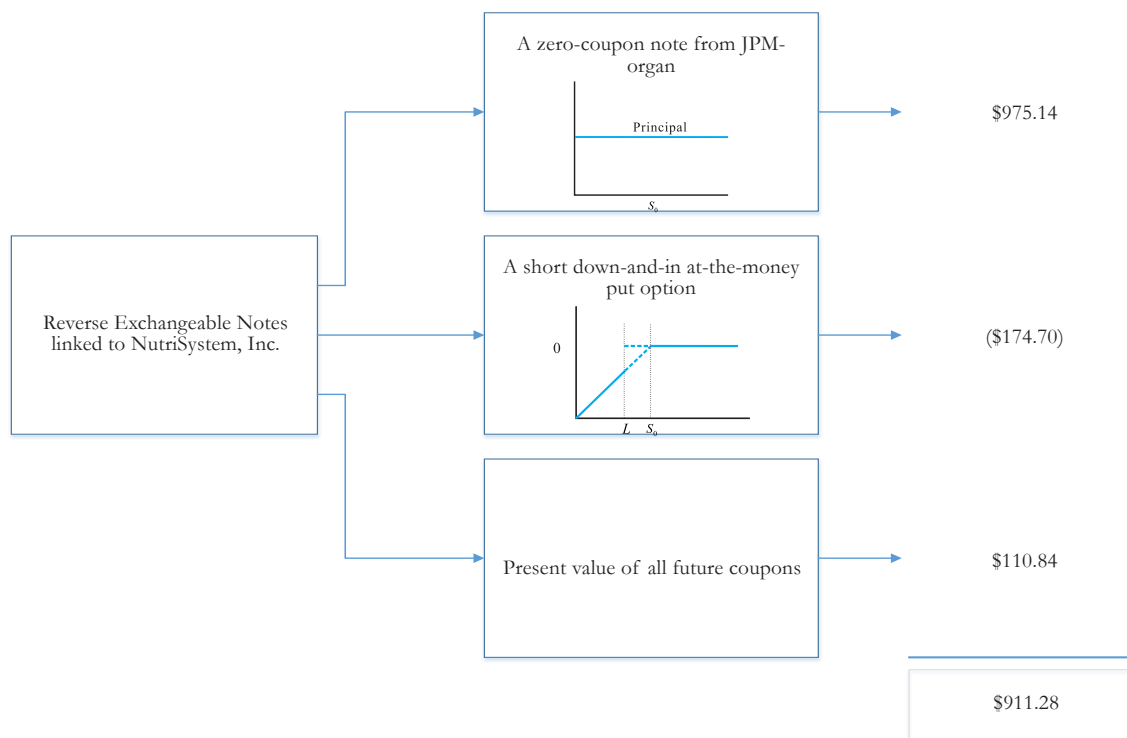 A zero-coupon note from JPM-
organ
Principal
S₀
$975.14
Reverse Exchangeable Notes
linked to NutriSystem, Inc.
A short down-and-in at-the-money
put option
0
L S₀
($174.70)
Present value of all future coupons
$110.84
$911.28